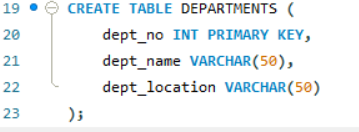 19 CREATE TABLE DEPARTMENTS (
20 dept_no INT PRIMARY KEY,
21 dept_name VARCHAR(50),
22 dept_location VARCHAR(50)
23 );